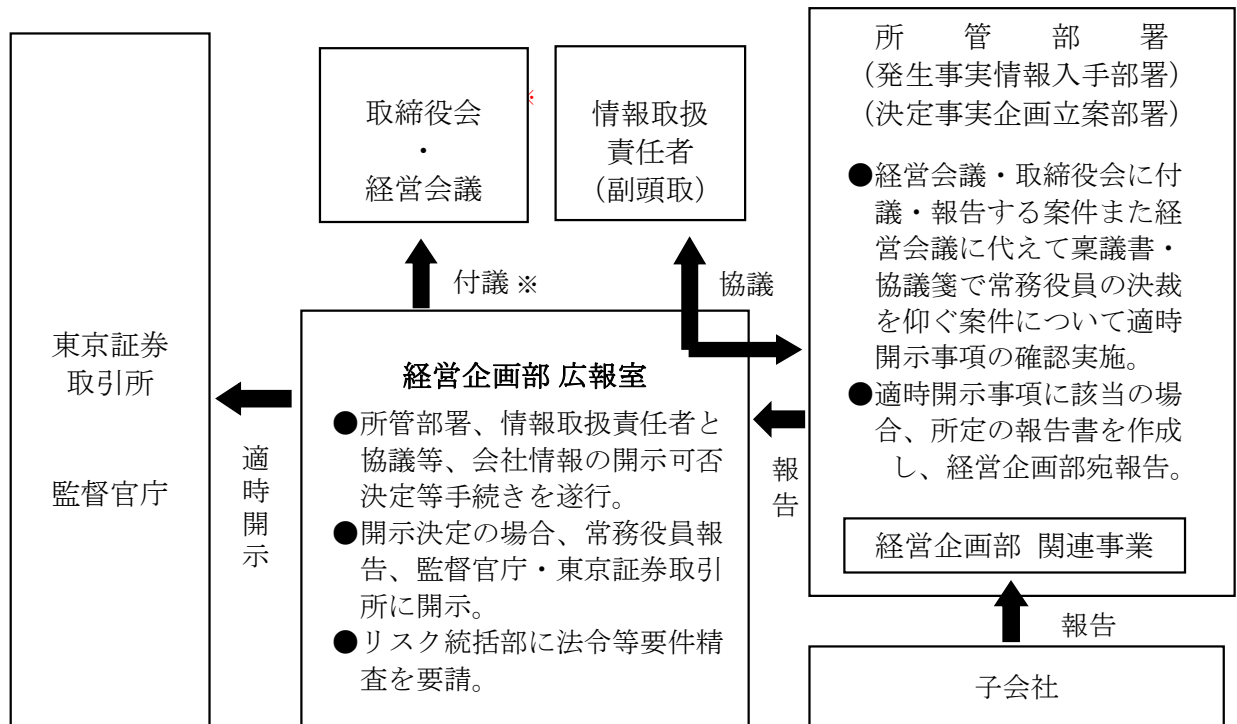 東京証券
取引所
監督官庁
適時開示
取締役会
・
経営会議
付議 ※
情報取扱
責任者
(副頭取)
協議
経営企画部 広報室
●所管部署、情報取扱責任者と
協議等、会社情報の開示可否
決定等手続きを遂行。
●開示決定の場合、常務役員報
告、監督官庁・東京証券取引
所に開示。
●リスク統括部に法令等要件精
査を要請。
報告
所管部署
(発生事実情報入手部署)
(決定事実企画立案部署)
●経営会議・取締役会に付
議・報告する案件また経
営会議に代えて稟議書・
協議箋で常務役員の決裁
を仰ぐ案件について適時
開示事項の確認実施。
●適時開示事項に該当の場
合、所定の報告書を作成
し、経営企画部宛報告。
経営企画部 関連事業
報告
子会社